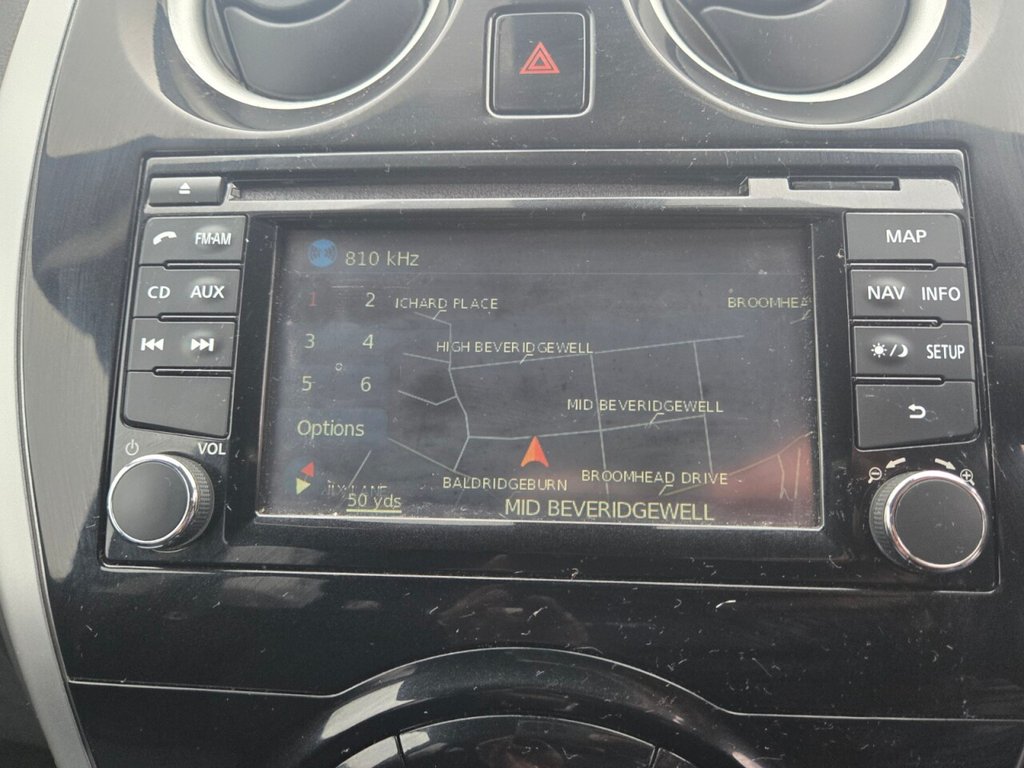 FM·AM
CD AUX
VOL
MAP
NAV INFO
SETUP
810 kHz
1 2
3 4
5 6
Options
50 yds
ICHARD PLACE
BROOMHEA
HIGH BEVERIDGEWELL
MID BEVERIDGEWELL
BALDRIDGEBURN
BROOMHEAD DRIVE
MID BEVERIDGEWELL